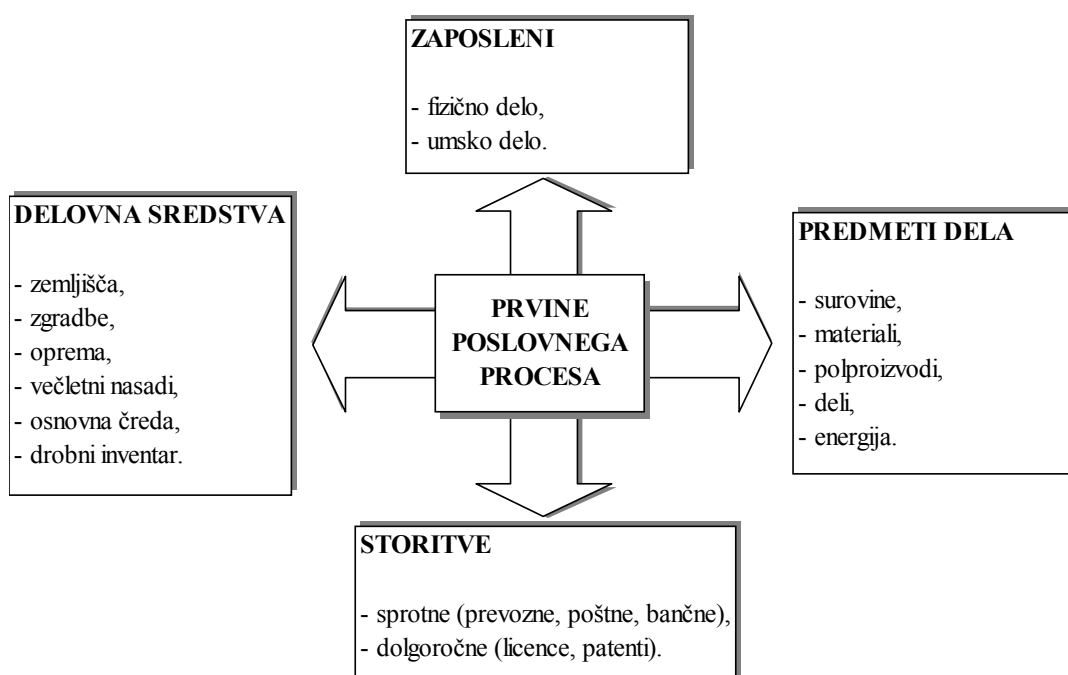 ZAPOSLENI
- fizično delo,
- umsko delo.
DELOVNA SREDSTVA
- zemljišča,
- zgradbe,
- oprema,
- večletni nasadi,
- osnovna čreda,
- drobni inventar.
PRVINE
POSLOVNEGA
PROCESA
PREDMETI DELA
- surovine,
- materiali,
- polproizvodi,
- deli,
- energija.
STORITVE
- sprotne (prevozne, poštne, bančne),
- dolgoročne (licence, patenti).